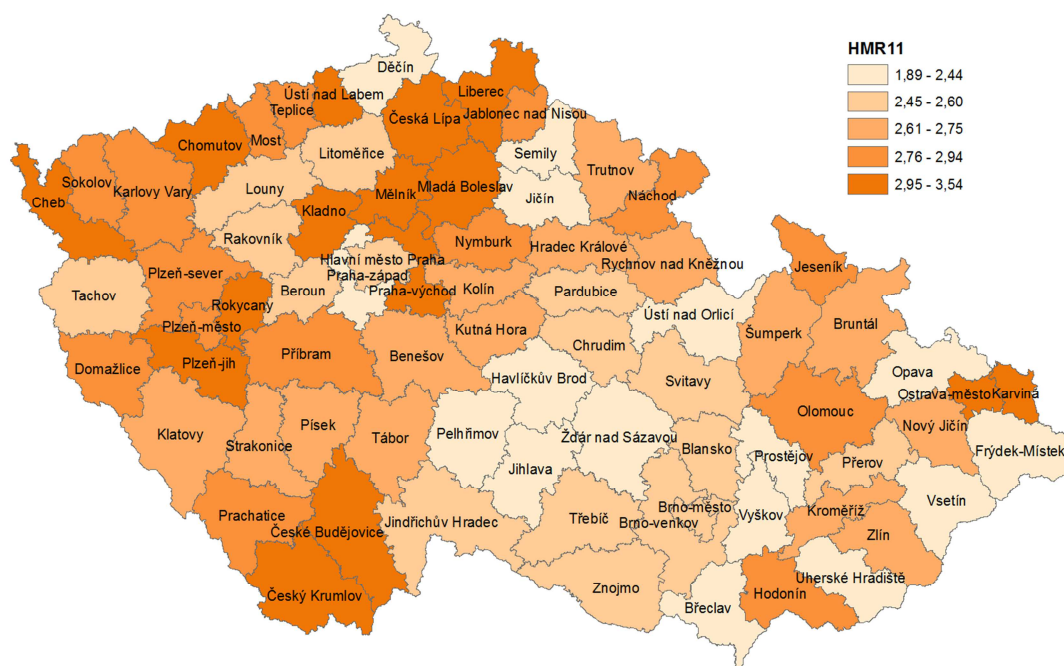 HMR11
1,89 - 2,44
2,45 - 2,60
2,61 - 2,75
2,76 - 2,94
2,95 - 3,54
Děčín
Ústí nad Labem
Liberec
Teplice
Česká Lípa
Jablonec nad Nisou
Most
Chomutov
Litoměřice
Semily
Trutnov
Sokolov
Karlovy Vary
Louny
Mělník
Mladá Boleslav
Jičín
Náchod
Cheb
Kladno
Rakovník
Nymburk
Hradec Králové
Hlavní město Praha
Rychnov nad Kněžnou
Plzeň-sever
Praha-západ
Jeseník
Tachov
Rokycany
Beroun
Praha-východ
Kolín
Pardubice
Ústí nad Orlicí
Plzeň-město
Kutná Hora
Šumperk
Bruntál
Příbram
Benešov
Chrudim
Plzeň-jih
Domažlice
Havlíčkův Brod
Svitavy
Opava
Ostrava-město
Karviná
Olomouc
Klatovy
Písek
Strakonice
Tábor
Pelhřimov
Žďár nad Sázavou
Blansko
Prostějov
Nový Jičín
Přerov
Frýdek-Místek
Jihlava
Vsetín
Prachatice
České Budějovice
Jindřichův Hradec
Třebíč
Brno-město
Brno-venkov
Vyškov
Kroměříž
Zlín
Uherské Hradiště
Český Krumlov
Znojmo
Břeclav
Hodonín